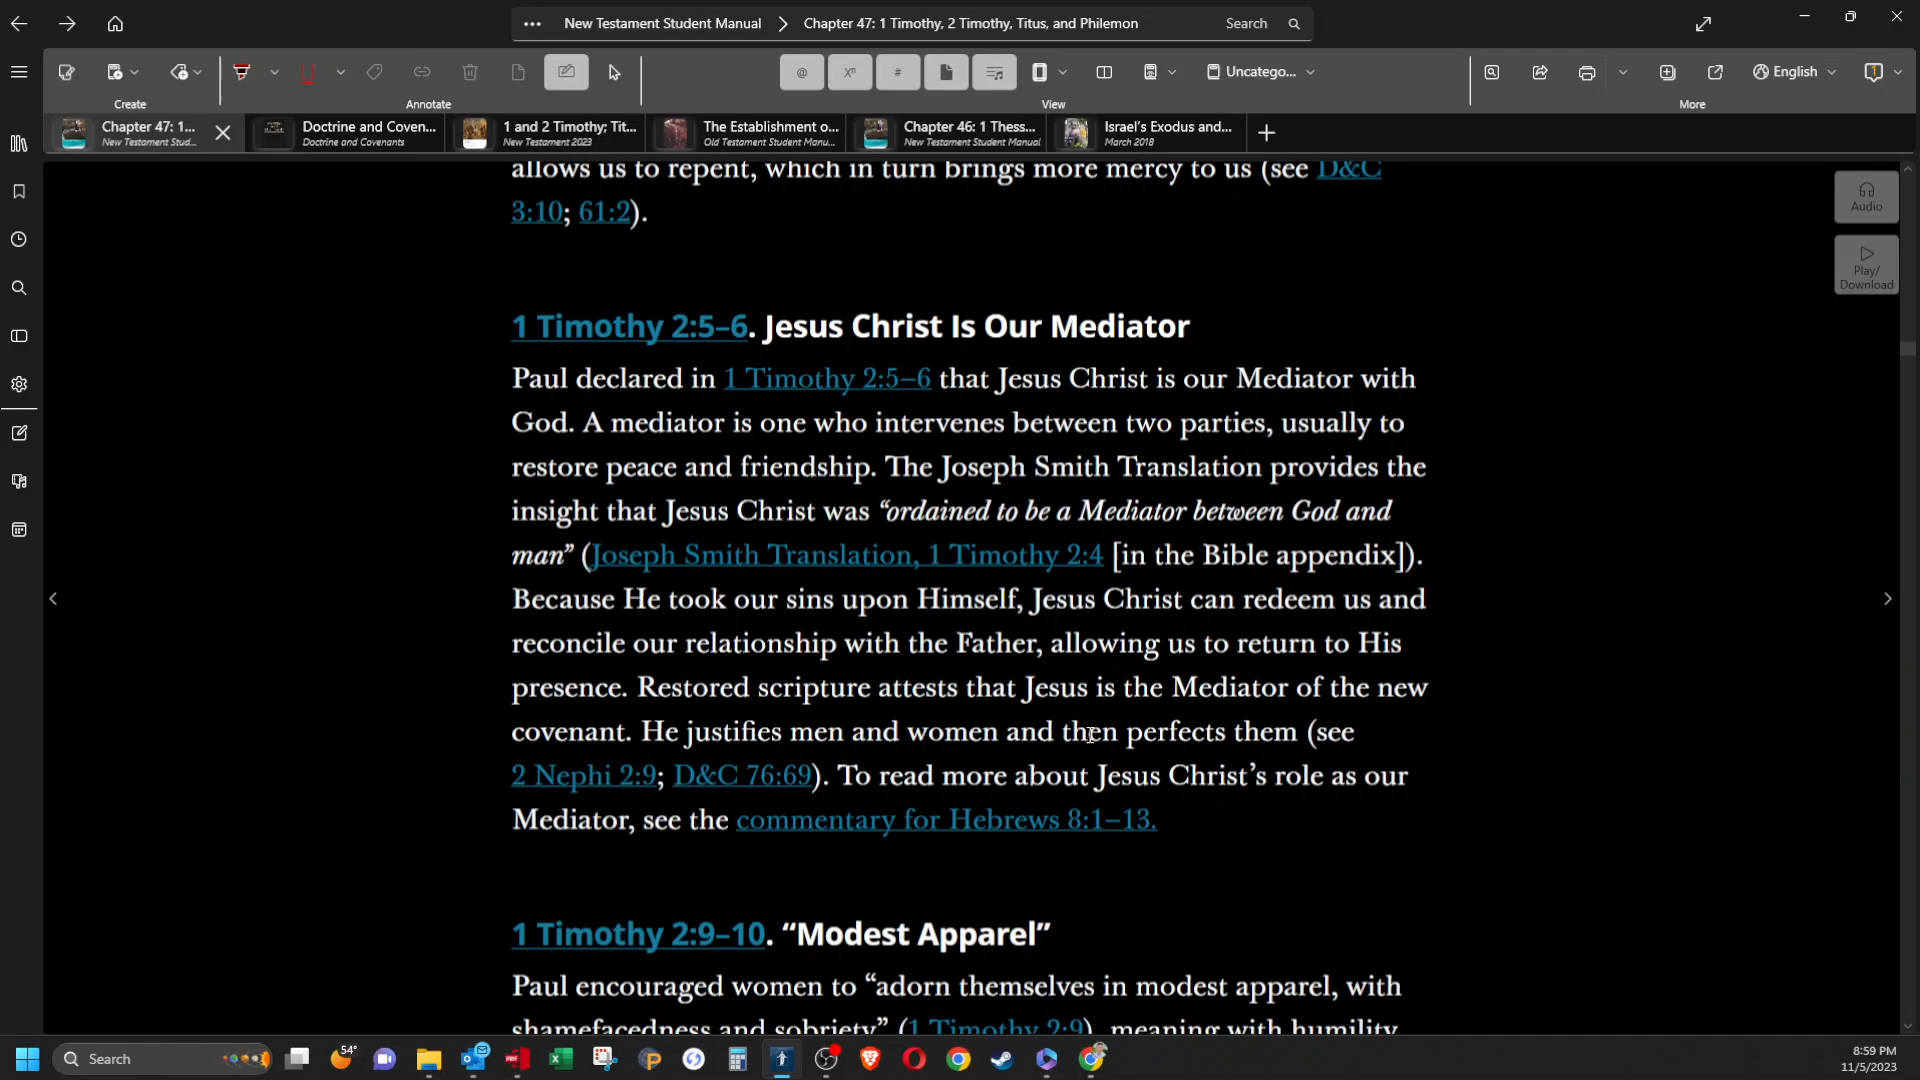 New Testament Student Manual
Chapter 47: 1 Timothy, 2 Timothy, Titus, and Philemon
Search
Create
Annotate
@
Xⁿ
#
Uncatego...
View
English
1
More
Chapter 47: 1...
New Testament Stud...
Doctrine and Coven...
Doctrine and Covenants
1 and 2 Timothy; Tit...
New Testament 2023
The Establishment o...
Old Testament Student Manu...
Chapter 46: 1 Thess...
New Testament Student Manual
Israel's Exodus and...
March 2018
Audio
Play/
Download
allows us to repent, which in turn brings more mercy to us (see D&C
3:10; 61:2).
1 Timothy 2:5–6. Jesus Christ Is Our Mediator
Paul declared in 1 Timothy 2:5–6 that Jesus Christ is our Mediator with
God. A mediator is one who intervenes between two parties, usually to
restore peace and friendship. The Joseph Smith Translation provides the
insight that Jesus Christ was “ordained to be a Mediator between God and
man” (Joseph Smith Translation, 1 Timothy 2:4 [in the Bible appendix]).
Because He took our sins upon Himself, Jesus Christ can redeem us and
reconcile our relationship with the Father, allowing us to return to His
presence. Restored scripture attests that Jesus is the Mediator of the new
covenant. He justifies men and women and then perfects them (see
2 Nephi 2:9; D&C 76:69). To read more about Jesus Christ’s role as our
Mediator, see the commentary for Hebrews 8:1–13.
1 Timothy 2:9–10. “Modest Apparel”
Paul encouraged women to “adorn themselves in modest apparel, with
shamefacedness and sobriety” (1 Timothy 2:9), meaning with humility
Search
54°
8:59 PM
11/5/2023